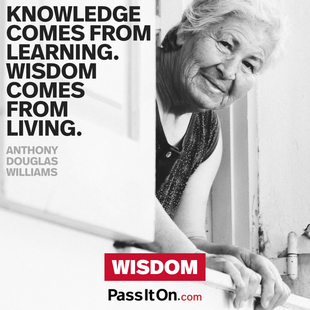 KNOWLEDGE
COMES FROM
LEARNING.
WISDOM
COMES
FROM
LIVING.
ANTHONY
DOUGLAS
WILLIAMS
WISDOM
PassItOn.com